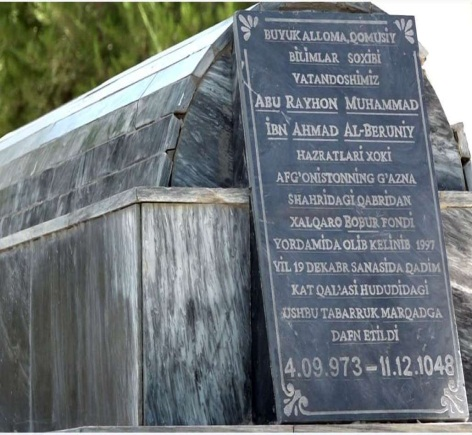 BUYUK ALLOMA, QOMUSIY
BILIMLAR SOXIBI
VATANDOSHIMIZ
ABU RAYHON MUHAMMAD
IBN AHMAD AL-BERUNIY
HAZRATLARI XOKI
AFG'ONISTONNING G'AZNA
SHAHRIDAGI QABRIDAN
XALQARO BOBUR FONDI
YORDAMIDA OLIB KELINIB 1997
YIL 19 DEKABR SANASIDA QADIM
KAT QAL'ASI HUDUDIDAGI
USHBU TABARRUK MARQADGA
DAFN ETILDI
4.09.973 – 11.12.1048